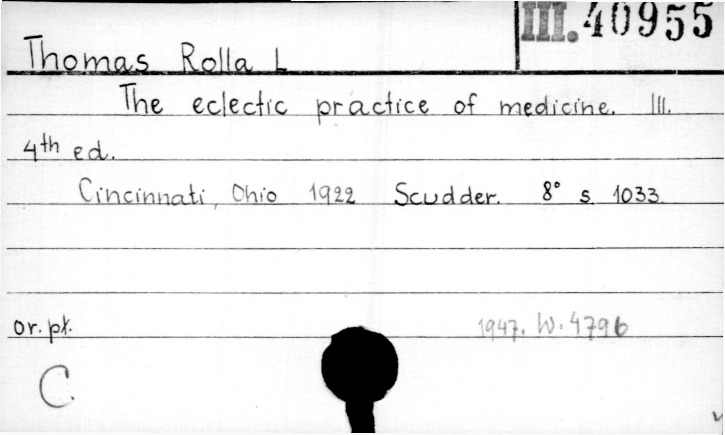 III. 40955
Thomas Rolla L
The eclectic practice of medicine. Ill.
4th ed.
Cincinnati, Ohio 1922 Scudder. 8° s. 1033.
or. pt.
1947. W. 4796
C